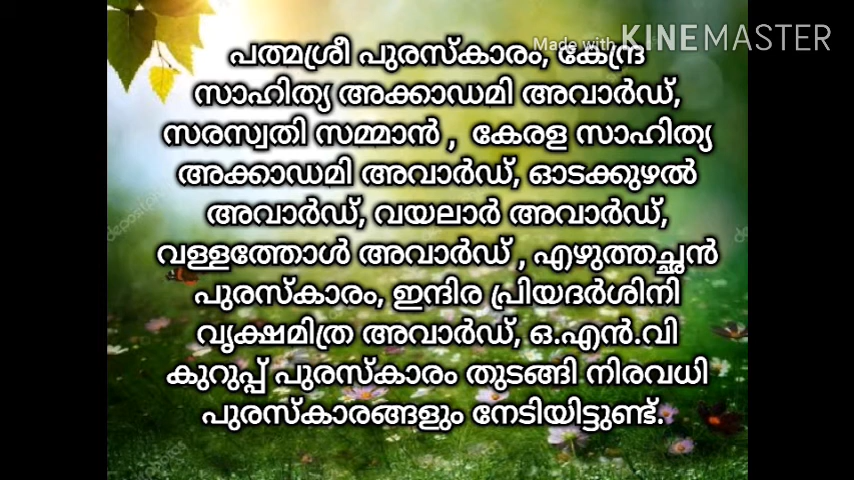 Made with KINEMASTER
പത്മശ്രീ പുരസ്കാരം, കേന്ദ്ര
സാഹിത്യ അക്കാഡമി അവാർഡ്,
സരസ്വതി സമ്മാൻ , കേരള സാഹിത്യ
അക്കാഡമി അവാർഡ്, ഓടക്കുഴൽ
അവാർഡ്, വയലാർ അവാർഡ്,
വള്ളത്തോൾ അവാർഡ് , എഴുത്തച്ഛൻ
പുരസ്കാരം, ഇന്ദിര പ്രിയദർശിനി
വൃക്ഷമിത്ര അവാർഡ്, ഒ.എൻ.വി
കുറുപ്പ് പുരസ്കാരം തുടങ്ങി നിരവധി
പുരസ്കാരങ്ങളും നേടിയിട്ടുണ്ട്.